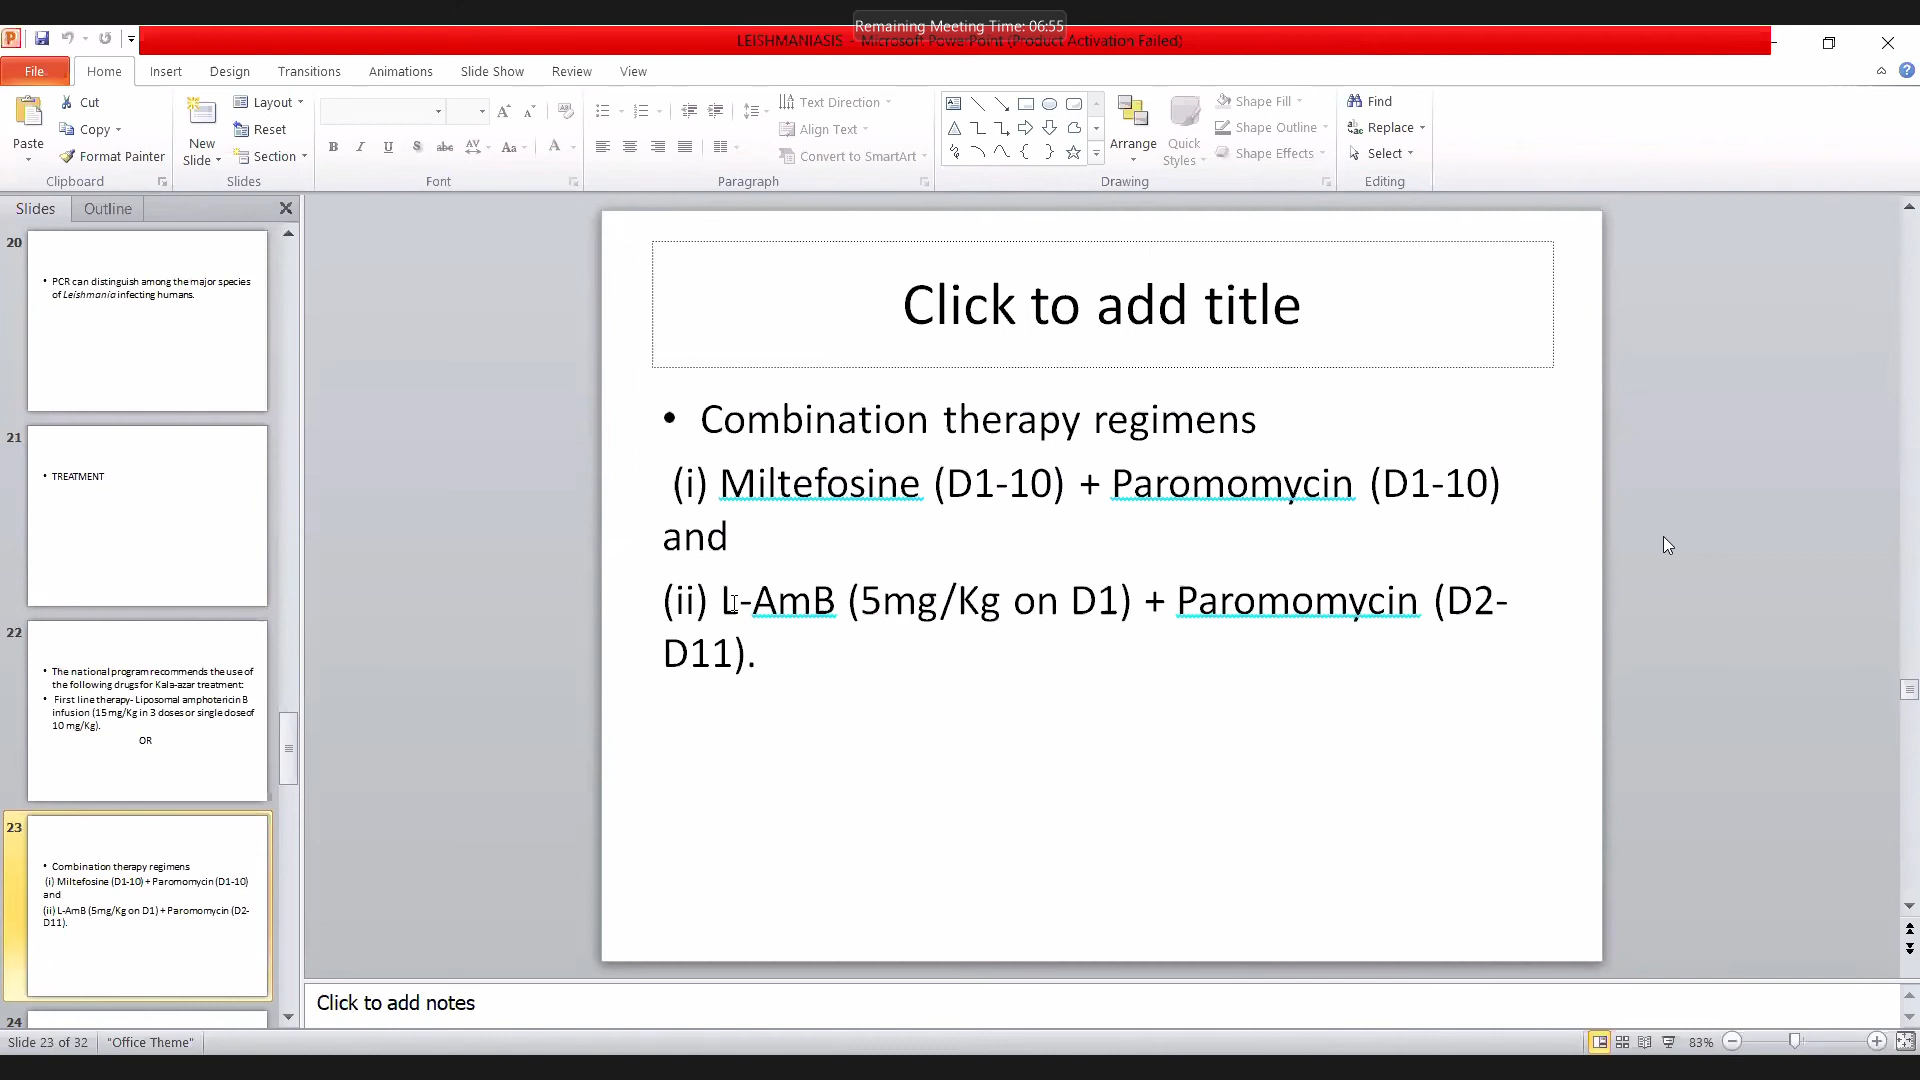 Remaining Meeting Time: 06:55
LEISHMANIASIS - Microsoft PowerPoint (Product Activation Failed)
File Home Insert Design Transitions Animations Slide Show Review View
Paste
Cut
Copy
Format Painter
Clipboard
New
Slide
Layout
Reset
Section
Slides
Font
Text Direction
Align Text
Convert to SmartArt
Paragraph
Arrange
Quick
Styles
Shape Fill
Shape Outline
Shape Effects
Drawing
Find
Replace
Select
Editing
Slides Outline
20
• PCR can distinguish among the major species
of Leishmania infecting humans.
21
• TREATMENT
22
• The national program recommends the use of
the following drugs for Kala-azar treatment:
• First line therapy- Liposomal amphotericin B
infusion (15 mg/Kg in 3 doses or single dose of
10 mg/Kg).
OR
23
• Combination therapy regimens
(i) Miltefosine (D1-10) + Paromomycin (D1-10)
and
(ii) L-AmB (5mg/Kg on D1) + Paromomycin (D2-
D11).
24
Click to add title
• Combination therapy regimens
(i) Miltefosine (D1-10) + Paromomycin (D1-10)
and
(ii) L-AmB (5mg/Kg on D1) + Paromomycin (D2-
D11).
Click to add notes
Slide 23 of 32 "Office Theme" 83%